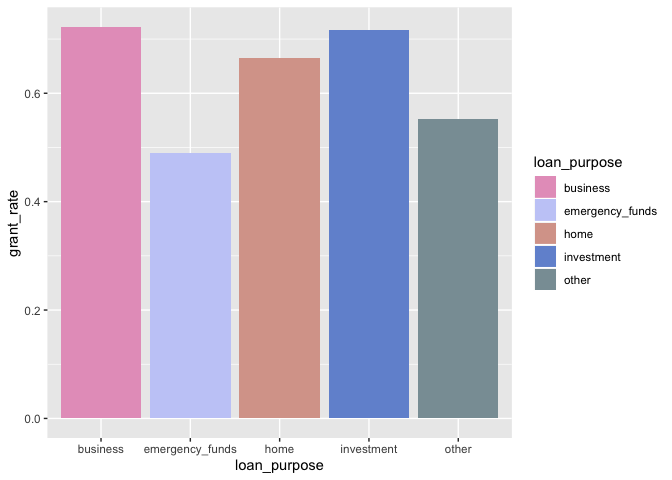 grant_rate
0.6
0.4
0.2
0.0
business
emergency_funds
home
investment
other
loan_purpose
loan_purpose
business
emergency_funds
home
investment
other